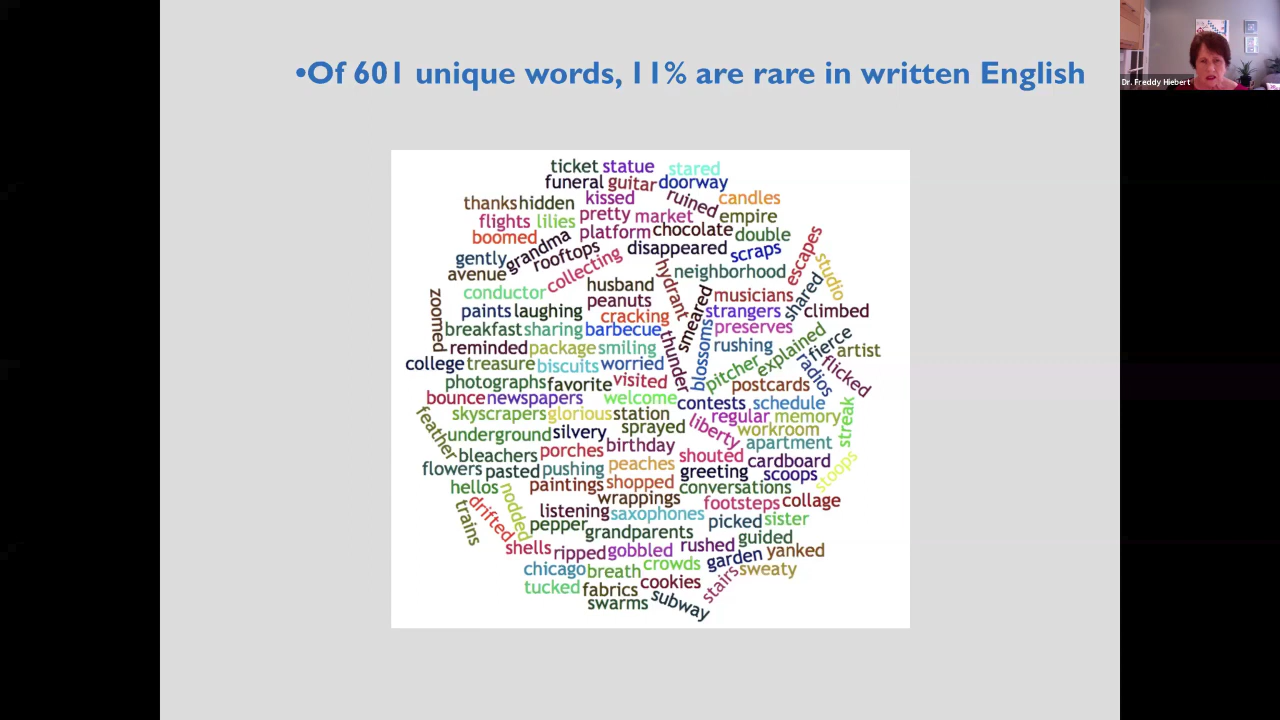 •Of 601 unique words, 11% are rare in written English
Dr. Freddy Hiebert
ticket statue stared
funeral guitar doorway
thanks hidden kissed ruined candles
flights lilies pretty market empire
boomed grandma platform chocolate double
gently rooftops disappeared scraps escapes
avenue collecting hydrant neighborhood studio
zoomed conductor husband smeared musicians shared
paints laughing peanuts strangers climbed
cracking
breakfast sharing barbecue thunder blossoms preserves explained fierce
reminded package smiling rushing artist
college treasure biscuits worried pitcher radios flicked
photographs favorite visited postcards
bounce newspapers welcome contests schedule
feather skyscrapers glorious station liberty regular memory streak
underground silvery sprayed workroom
bleachers porches birthday apartment
flowers pasted pushing peaches shouted cardboard stoops
hellos nodded paintings shopped greeting scoops
wrappings conversations
trains drifted listening saxophones footsteps collage
pepper grandparents picked sister
shells ripped gobbled rushed guided
chicago breath crowds garden yanked
tucked fabrics cookies stairs sweaty
swarms subway